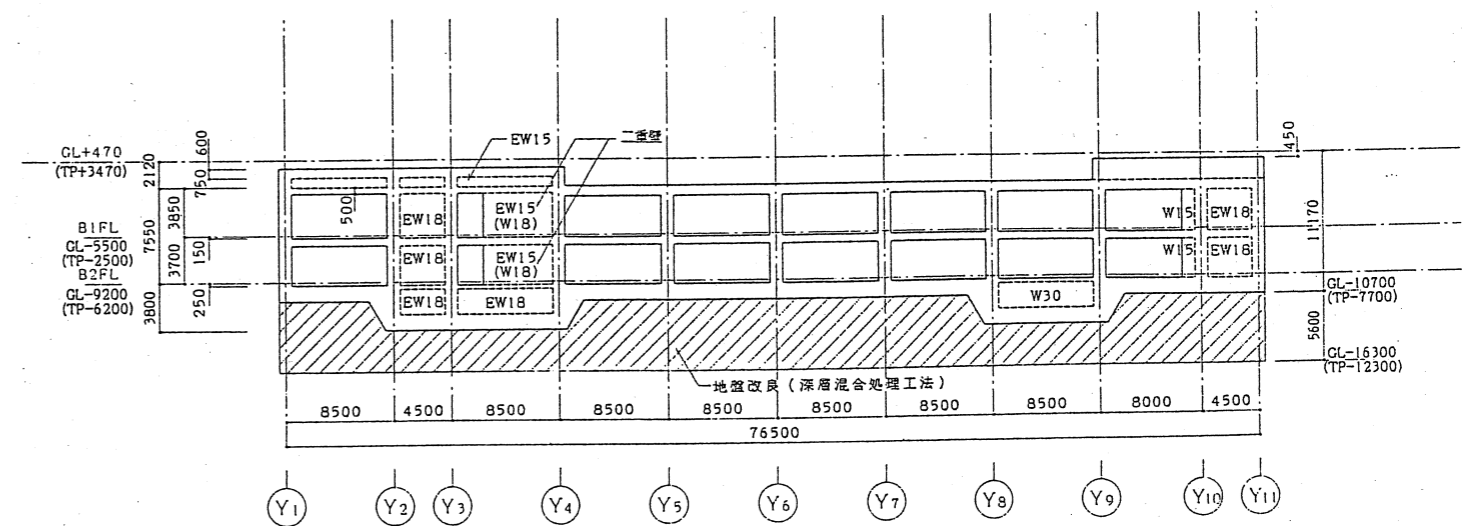 GL+470
(TP+3470)
2120
600
750
500
EW15
二重壁
450
EW18
EW15
(W18)
W15
EW18
3850
7550
B1FL
GL-5500
(TP-2500)
150
3700
EW18
EW15
(W18)
W15
EW18
11170
B2FL
GL-9200
(TP-6200)
250
3800
EW18
EW18
W30
GL-10700
(TP-7700)
5600
GL-16300
(TP-12300)
地盤改良(深層混合処理工法)
8500
4500
8500
8500
8500
8500
8500
8500
8000
4500
76500
Y1
Y2
Y3
Y4
Y5
Y6
Y7
Y8
Y9
Y10
Y11